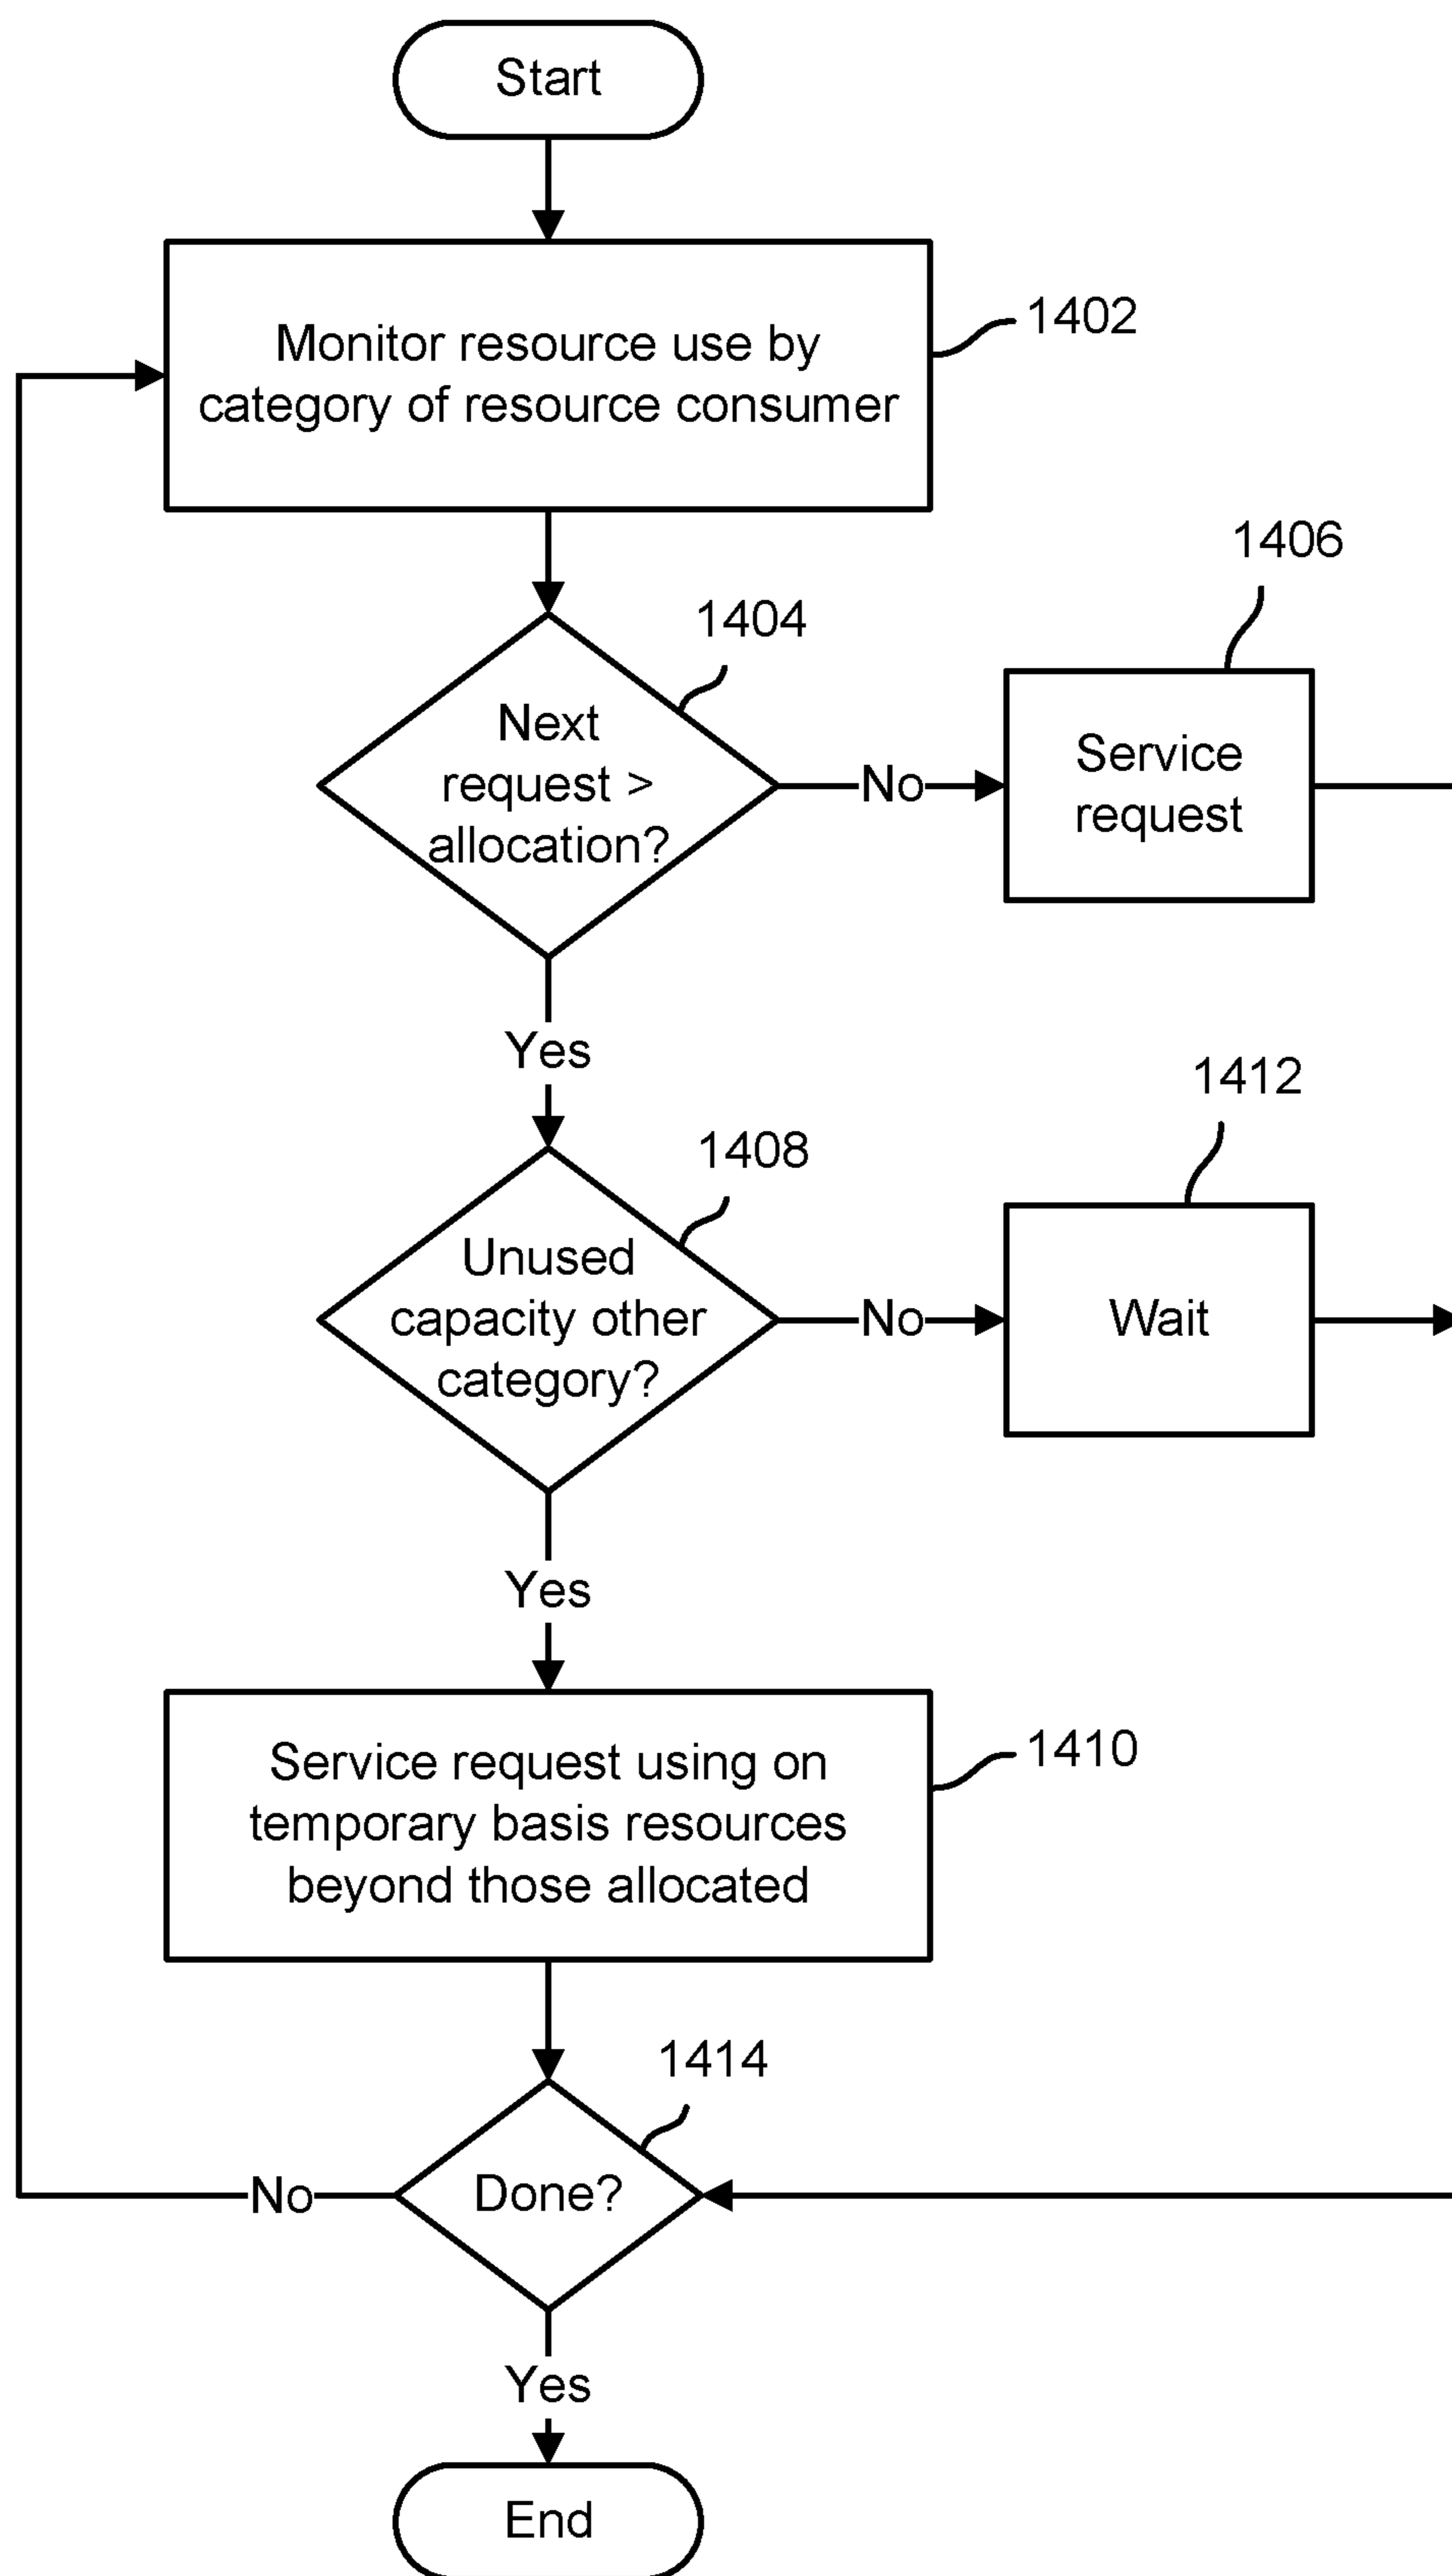 Start
Monitor resource use by
category of resource consumer
1402
1404
Next
request >
allocation?
No
1406
Service
request
Yes
1408
Unused
capacity other
category?
No
1412
Wait
Yes
Service request using on
temporary basis resources
beyond those allocated
1410
1414
Done?
No
Yes
End